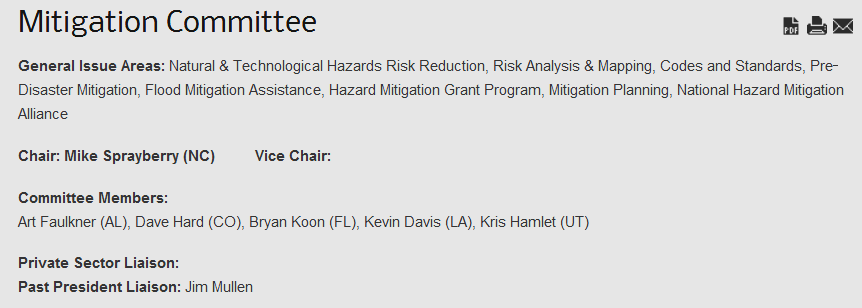 Mitigation Committee
PDF
General Issue Areas: Natural & Technological Hazards Risk Reduction, Risk Analysis & Mapping, Codes and Standards, Pre-
Disaster Mitigation, Flood Mitigation Assistance, Hazard Mitigation Grant Program, Mitigation Planning, National Hazard Mitigation
Alliance
Chair: Mike Sprayberry (NC) Vice Chair:
Committee Members:
Art Faulkner (AL), Dave Hard (CO), Bryan Koon (FL), Kevin Davis (LA), Kris Hamlet (UT)
Private Sector Liaison:
Past President Liaison: Jim Mullen